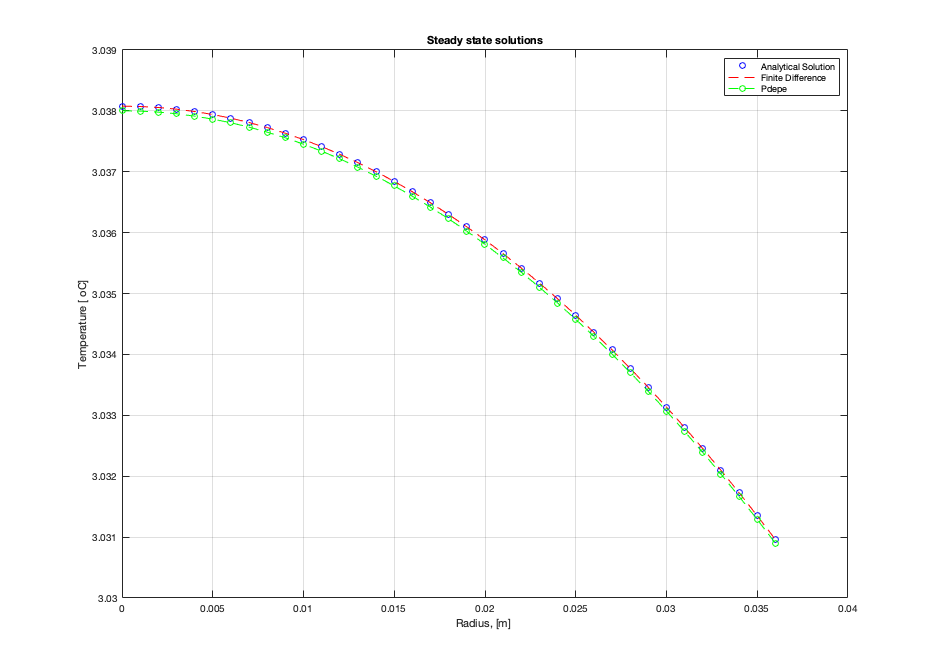 Steady state solutions
3.039
3.038
3.037
3.036
3.035
3.034
3.033
3.032
3.031
3.03
Temperature [ oC]
Analytical Solution
Finite Difference
Pdepe
0 0.005 0.01 0.015 0.02 0.025 0.03 0.035 0.04
Radius, [m]